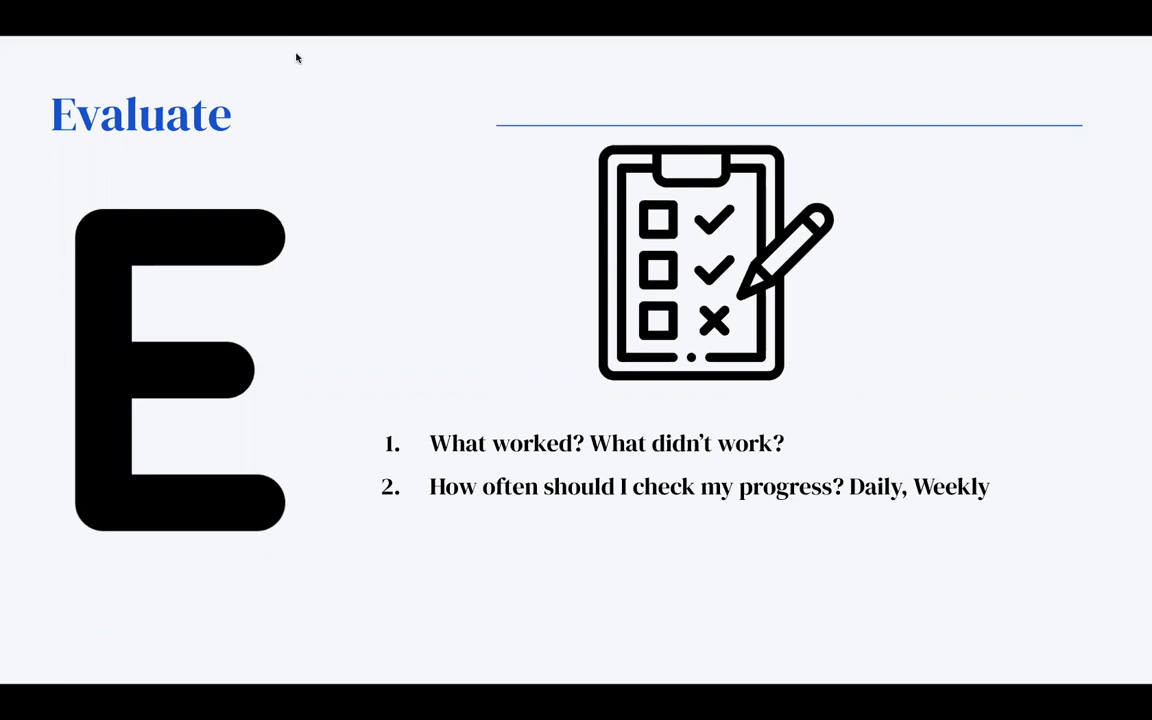 Evaluate
E
1. What worked? What didn't work?
2. How often should I check my progress? Daily, Weekly